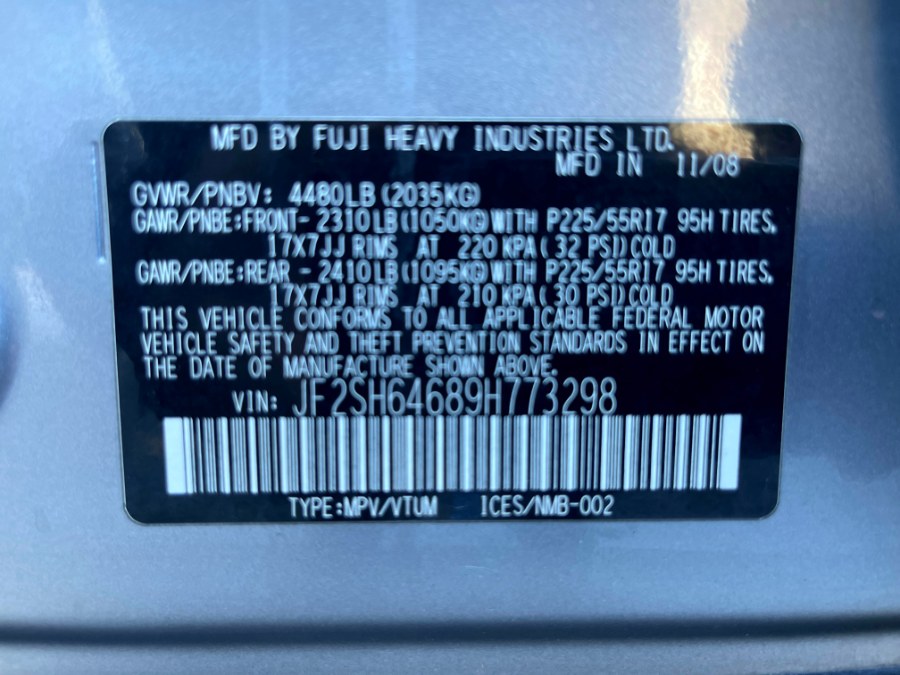 MFD BY FUJI HEAVY INDUSTRIES LTD.
MFD IN 11/08
GVWR/PNBV: 4480LB(2035KG)
GAWR/PNBE:FRONT- 2310LB(1050KG)WITH P225/55R17 95H TIRES.
17X7JJ RIMS AT 220 KPA(32 PSI)COLD
GAWR/PNBE:REAR - 2410LB(1095KG)WITH P225/55R17 95H TIRES.
17X7JJ RIMS AT 210 KPA(30 PSI)COLD
THIS VEHICLE CONFORMS TO ALL APPLICABLE FEDERAL MOTOR
VEHICLE SAFETY AND THEFT PREVENTION STANDARDS IN EFFECT ON
THE DATE OF MANUFACTURE SHOWN ABOVE.
VIN: JF2SH64689H773298
TYPE:MPV/VTUM ICES/NMB-002